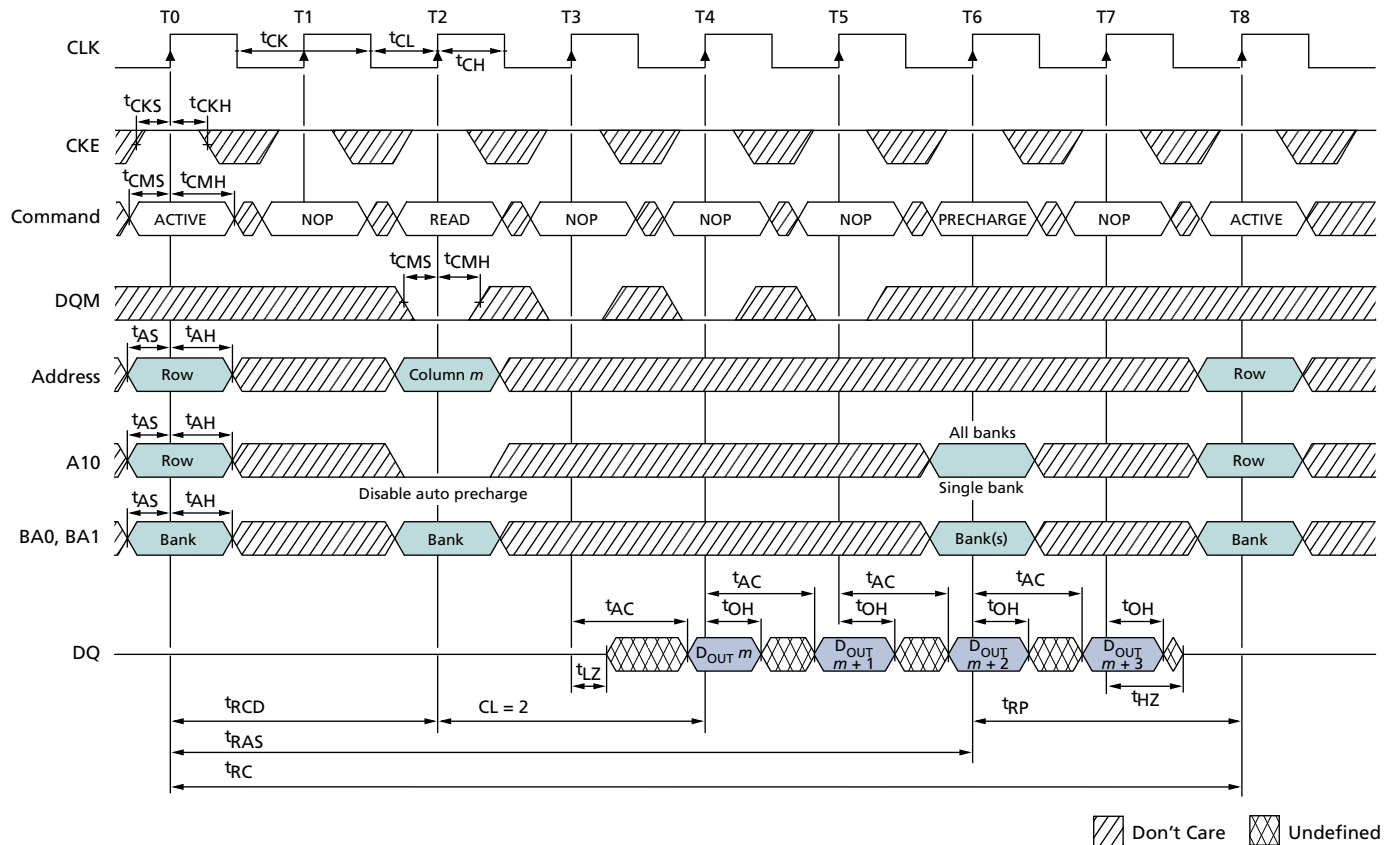 T0 T1 T2 T3 T4 T5 T6 T7 T8
CLK tCK tCL tCH
tCKS tCKH
CKE
tCMS tCMH
Command ACTIVE NOP READ NOP NOP NOP PRECHARGE NOP ACTIVE
tCMS tCMH
DQM
tAS tAH
Address Row Column m Row
tAS tAH All banks
A10 Row Row
Disable auto precharge Single bank
tAS tAH
BA0, BA1 Bank Bank Bank(s) Bank
tAC tAC tAC
tAC tOH tOH tOH tOH
DQ DOUT m DOUT m + 1 DOUT m + 2 DOUT m + 3
tLZ tHZ
tRCD CL = 2 tRP
tRAS
tRC
Don't Care Undefined